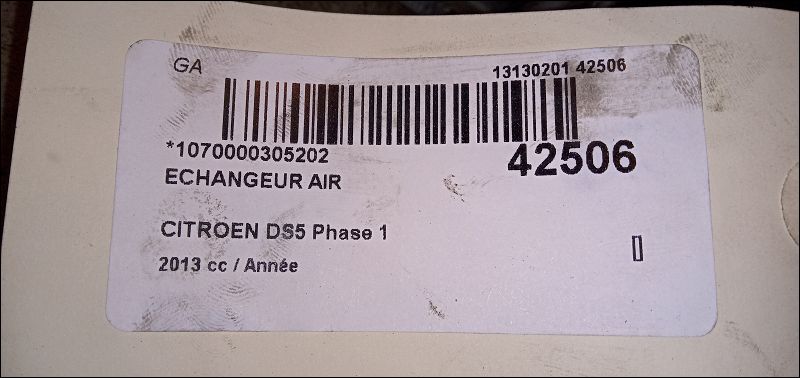 GA
13130201 42506
*1070000305202
42506
ECHANGEUR AIR
CITROEN DS5 Phase 1
2013 cc / Année